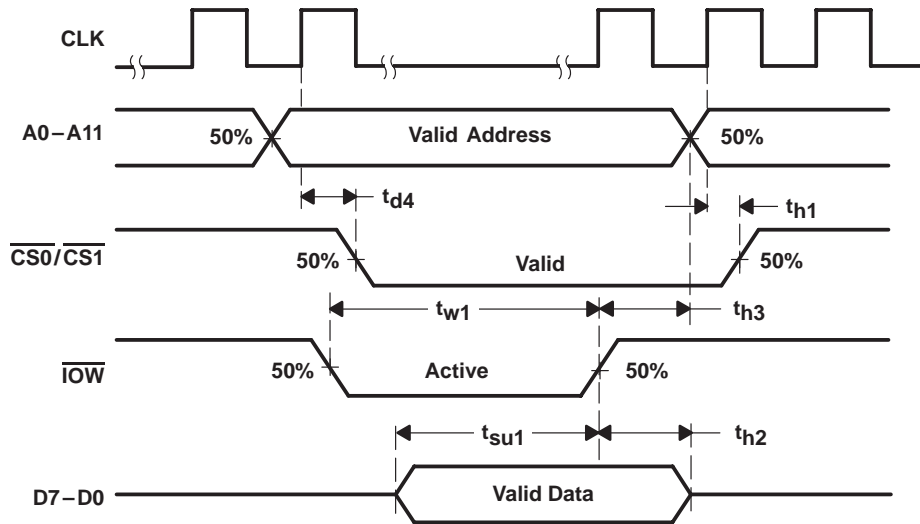 CLK
A0–A11
50%
Valid Address
50%
td4
th1
CS0/CS1
50%
Valid
50%
tw1
th3
IOW
50%
Active
50%
tsu1
th2
D7–D0
Valid Data